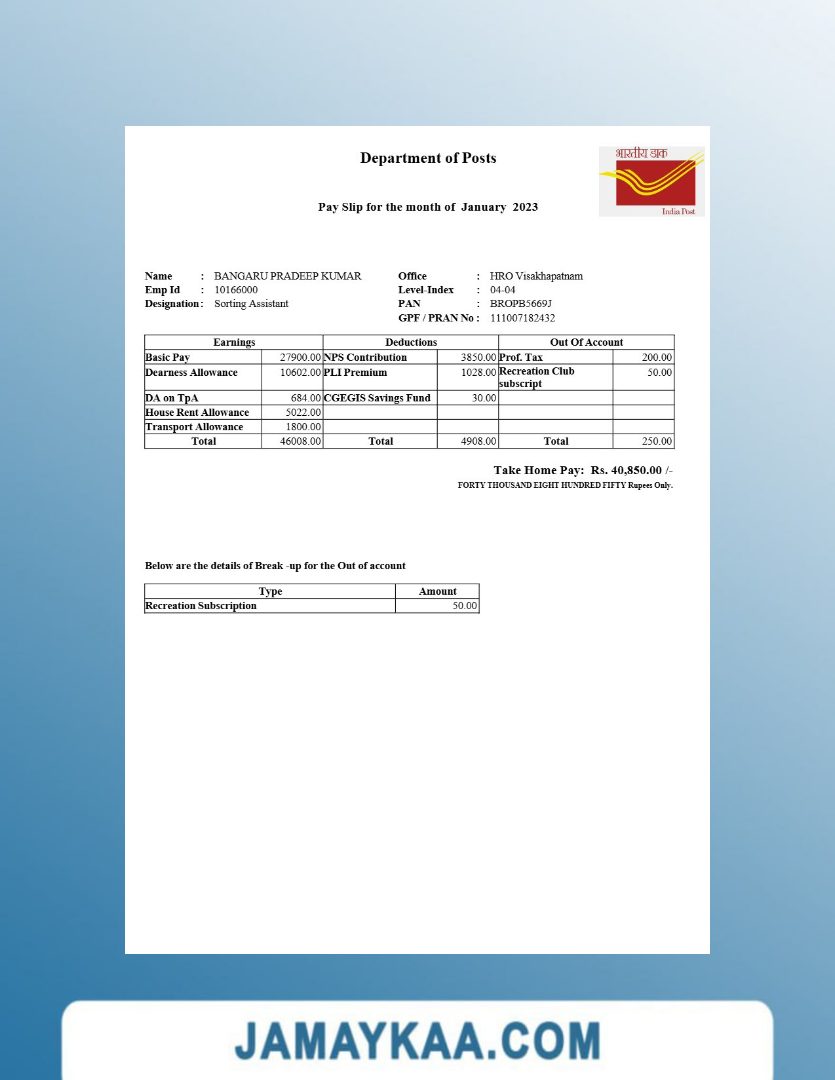 भारतीय डाक
Department of Posts
India Post
Pay Slip for the month of January 2023
Name : BANGARU PRADEEP KUMAR Office : HRO Visakhapatnam
Emp Id : 10166000 Level-Index : 04-04
Designation : Sorting Assistant PAN : BROPB5669J
GPF / PRAN No : 111007182432
Earnings Deductions Out Of Account
Basic Pay 27900.00 NPS Contribution 3850.00 Prof. Tax 200.00
Dearness Allowance 10602.00 PLI Premium 1028.00 Recreation Club
subscript 50.00
DA on TpA 684.00 CGEGIS Savings Fund 30.00
House Rent Allowance 5022.00
Transport Allowance 1800.00
Total 46008.00 Total 4908.00 Total 250.00
Take Home Pay: Rs. 40,850.00 /-
FORTY THOUSAND EIGHT HUNDRED FIFTY Rupees Only.
Below are the details of Break -up for the Out of account
Type Amount
Recreation Subscription 50.00
JAMAYKAA.COM